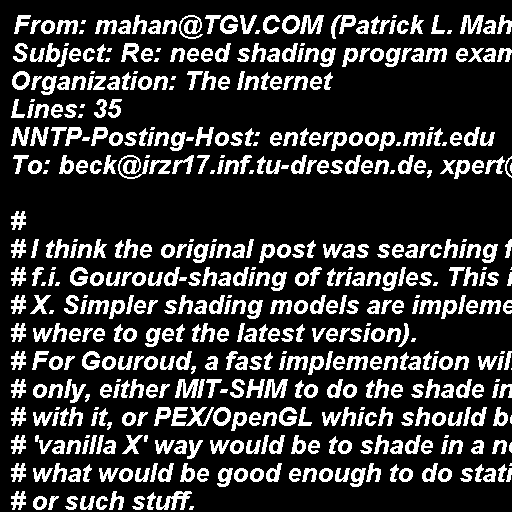 From: mahan@TGV.COM (Patrick L. Mah
Subject: Re: need shading program exam
Organization: The Internet
Lines: 35
NNTP-Posting-Host: enterpoop.mit.edu
To: beck@irzr17.inf.tu-dresden.de, xpert@
#
# I think the original post was searching f
# f.i. Gouroud-shading of triangles. This i
# X. Simpler shading models are impleme
# where to get the latest version).
# For Gouroud, a fast implementation wil
# only, either MIT-SHM to do the shade in
# with it, or PEX/OpenGL which should b
# 'vanilla X' way would be to shade in a n
# what would be good enough to do stati
# or such stuff.